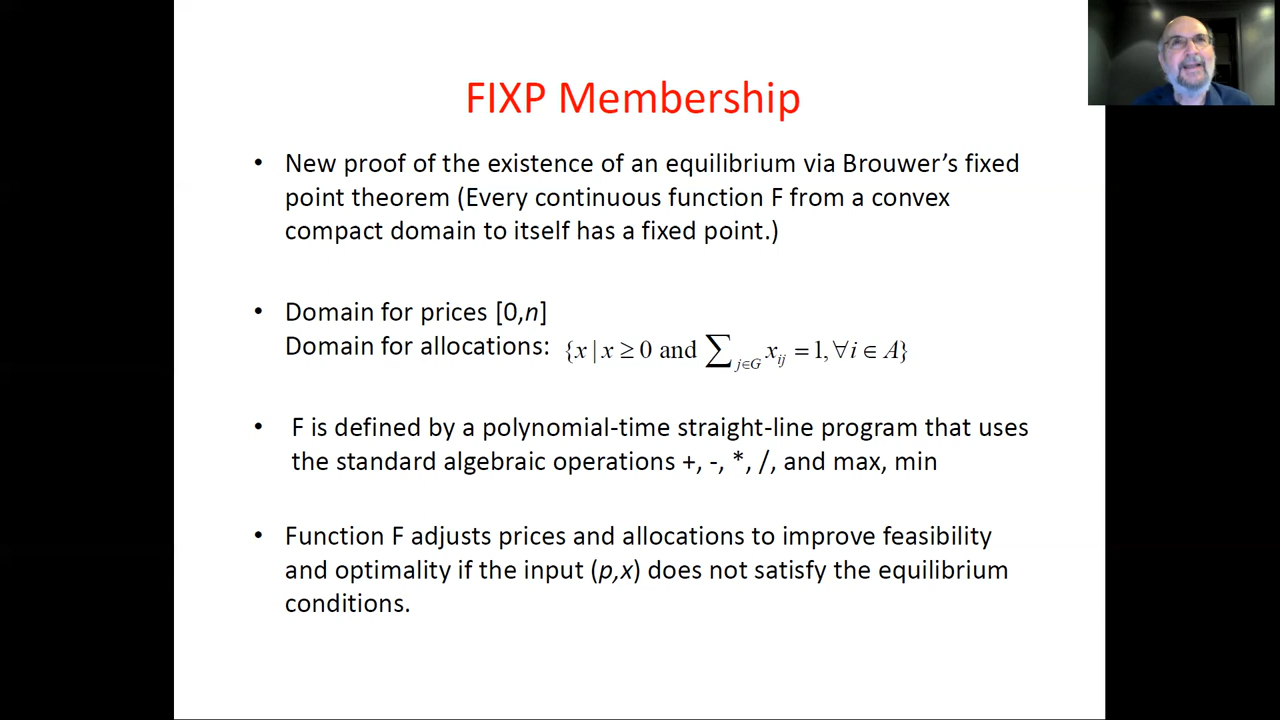 FIXP Membership
• New proof of the existence of an equilibrium via Brouwer’s fixed
point theorem (Every continuous function F from a convex
compact domain to itself has a fixed point.)
• Domain for prices [0,n]
Domain for allocations: {x | x ≥ 0 and ∑_{j∈G} x_{ij} = 1, ∀i ∈ A}
• F is defined by a polynomial-time straight-line program that uses
the standard algebraic operations +, -, *, /, and max, min
• Function F adjusts prices and allocations to improve feasibility
and optimality if the input (p,x) does not satisfy the equilibrium
conditions.